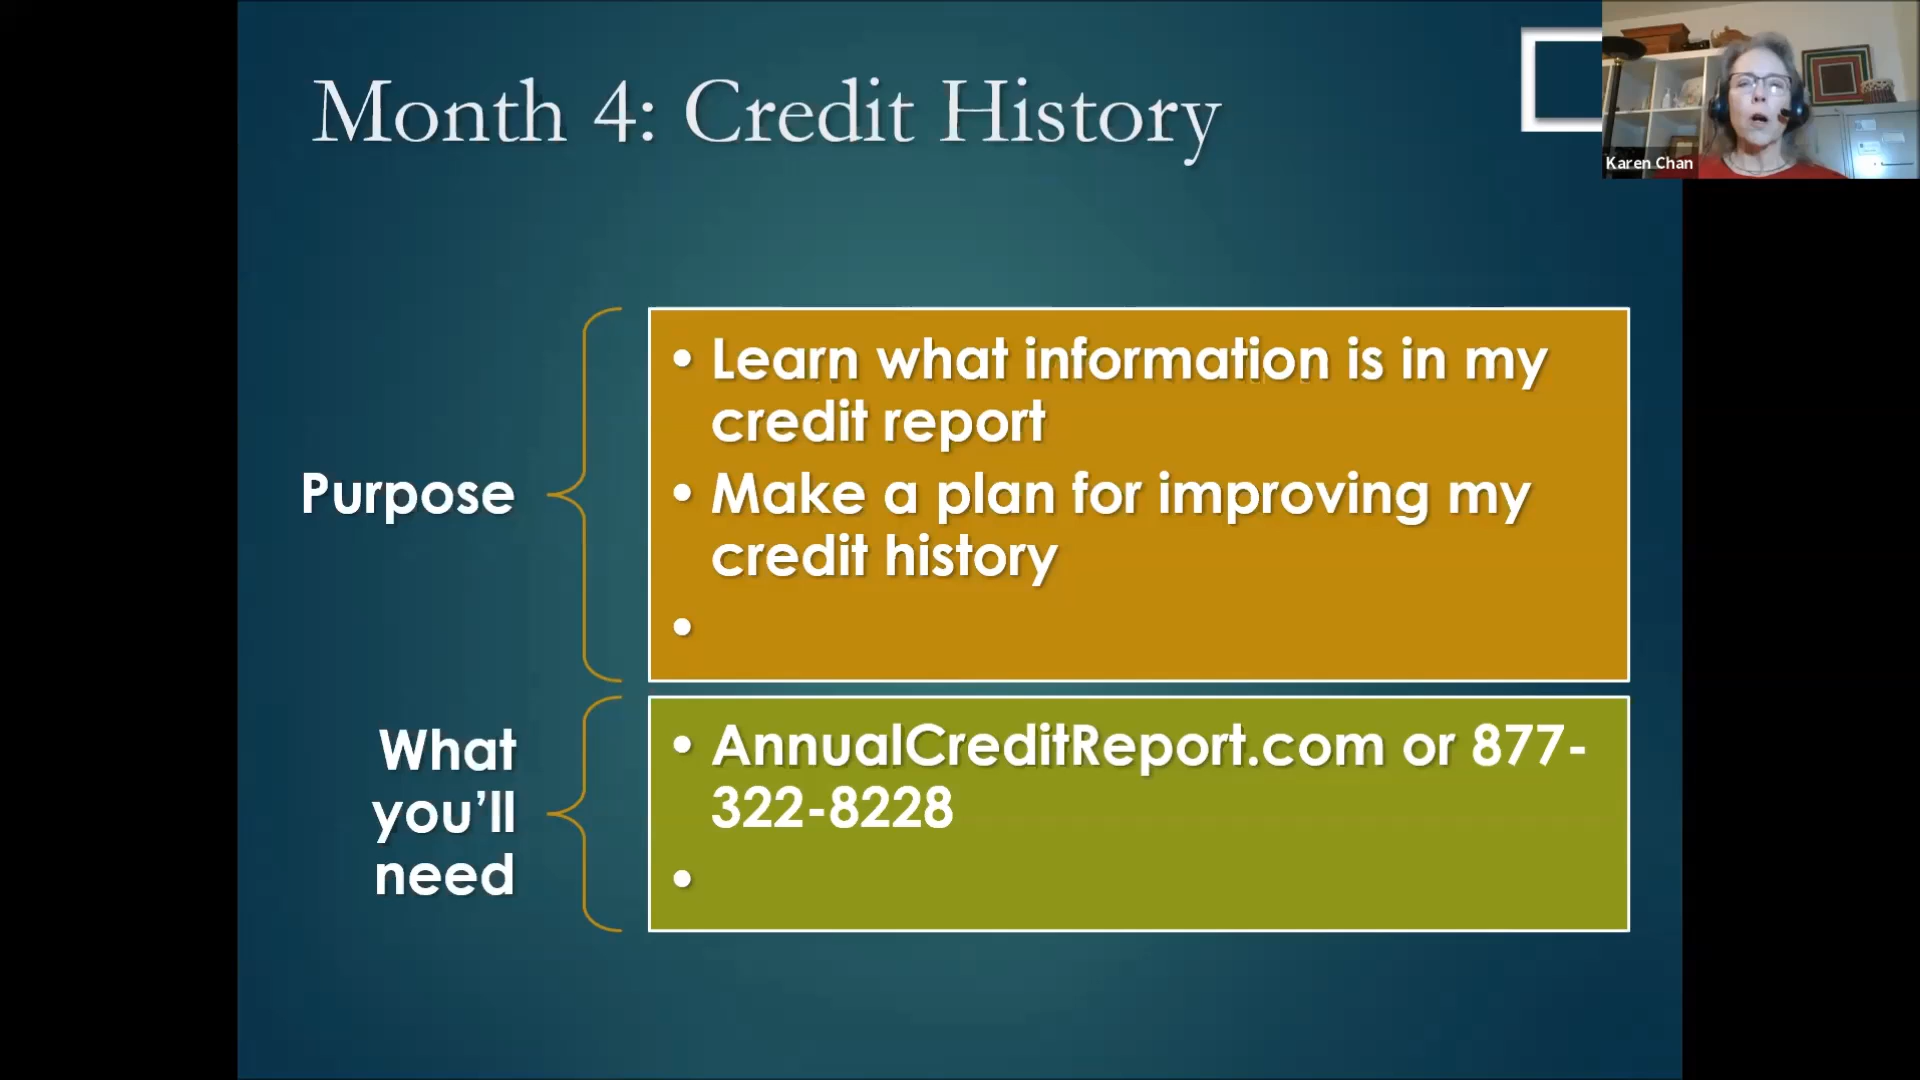 Month 4: Credit History
Karen Chan
Purpose
• Learn what information is in my
credit report
• Make a plan for improving my
credit history
•
What
you’ll
need
• AnnualCreditReport.com or 877-
322-8228
•